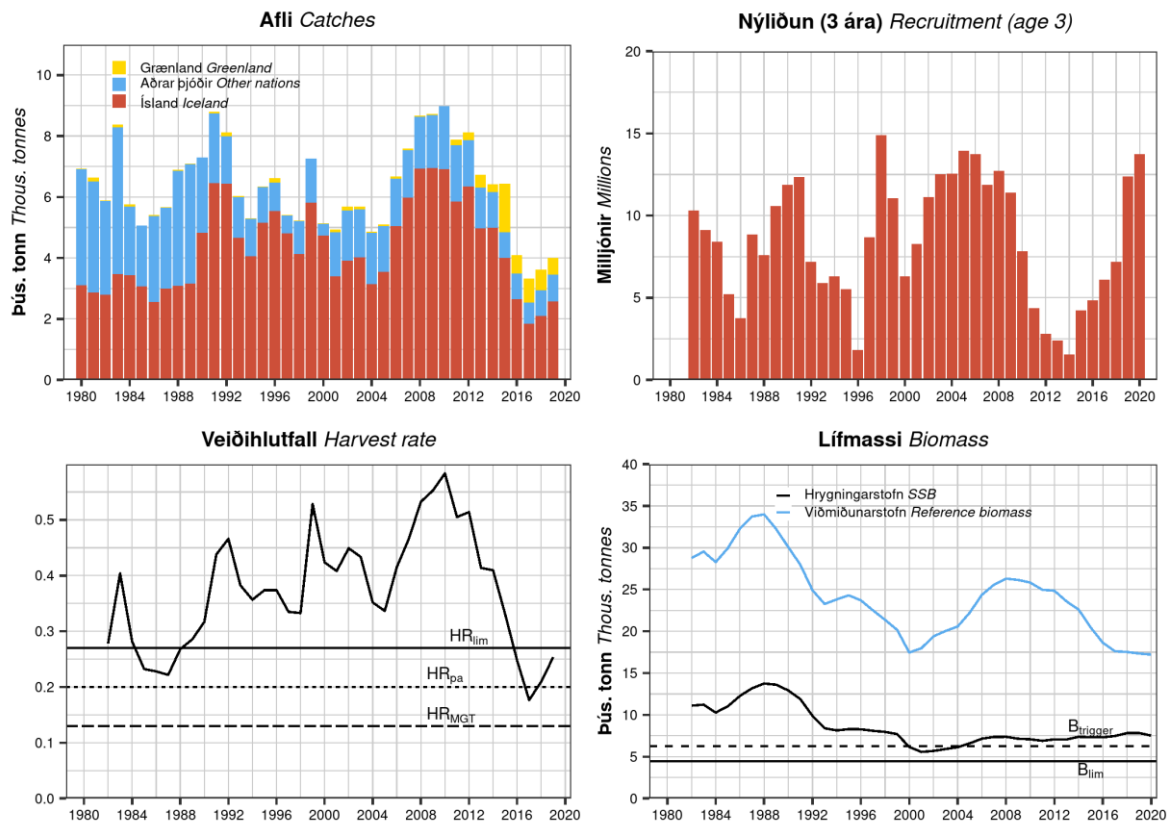 Afli Catches
Þús. tonn Thous. tonnes
10
8
6
4
2
0
Grænland Greenland
Aðrar þjóðir Other nations
Ísland Iceland
1980 1984 1988 1992 1996 2000 2004 2008 2012 2016 2020
Nýliðun (3 ára) Recruitment (age 3)
Milljónir Millions
20
15
10
5
0
1980 1984 1988 1992 1996 2000 2004 2008 2012 2016 2020
Veiðihlutfall Harvest rate
0.5
0.4
0.3
0.2
0.1
0.0
HRlim
HRpa
HRMGT
1980 1984 1988 1992 1996 2000 2004 2008 2012 2016 2020
Lífmassi Biomass
Þús. tonn Thous. tonnes
40
35
30
25
20
15
10
5
0
Hrygningarstofn SSB
Viðmiðunarstofn Reference biomass
Btrigger
Blim
1980 1984 1988 1992 1996 2000 2004 2008 2012 2016 2020